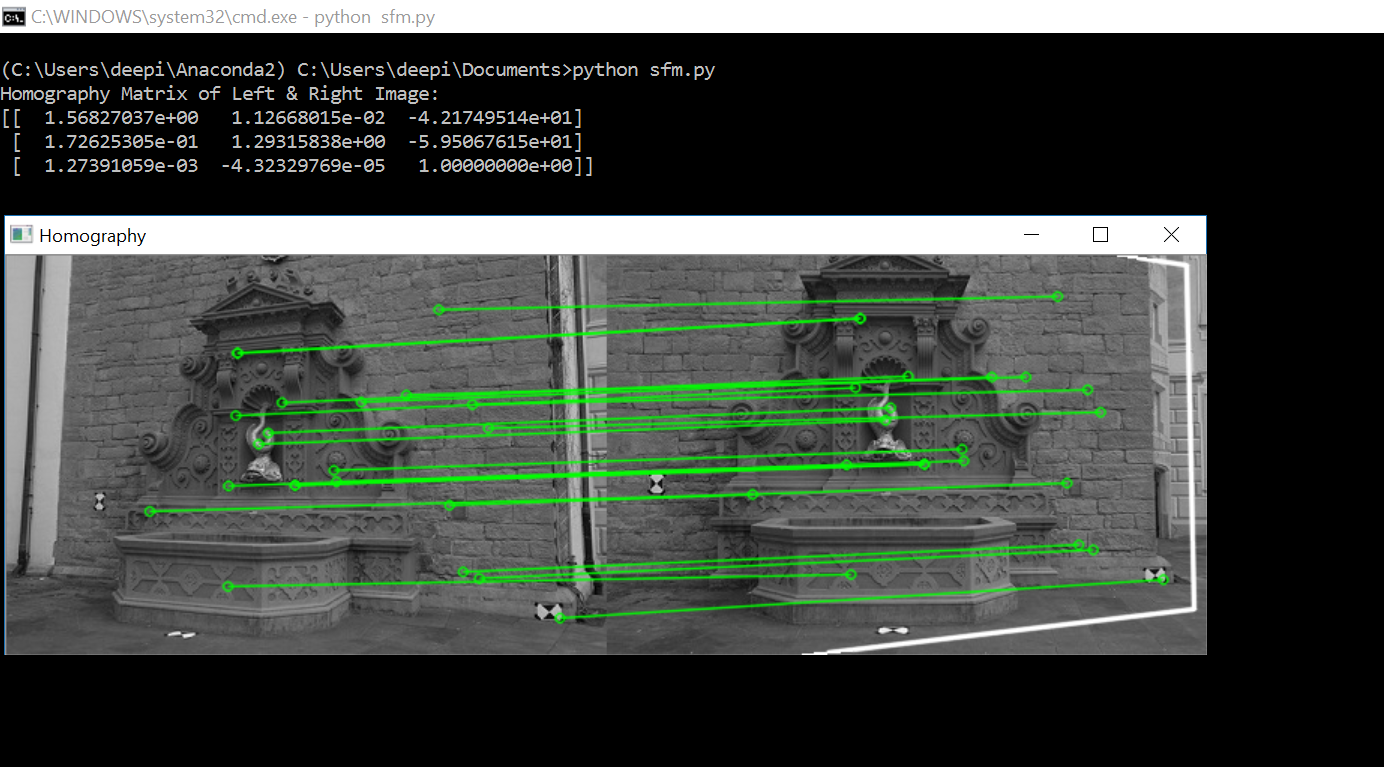 C:\WINDOWS\system32\cmd.exe - python  sfm.py
(C:\Users\deepi\Anaconda2) C:\Users\deepi\Documents>python sfm.py
Homography Matrix of Left & Right Image:
[[  1.56827037e+00   1.12668015e-02  -4.21749514e+01]
 [  1.72625305e-01   1.29315838e+00  -5.95067615e+01]
 [  1.27391059e-03  -4.32329769e-05   1.00000000e+00]]
Homography